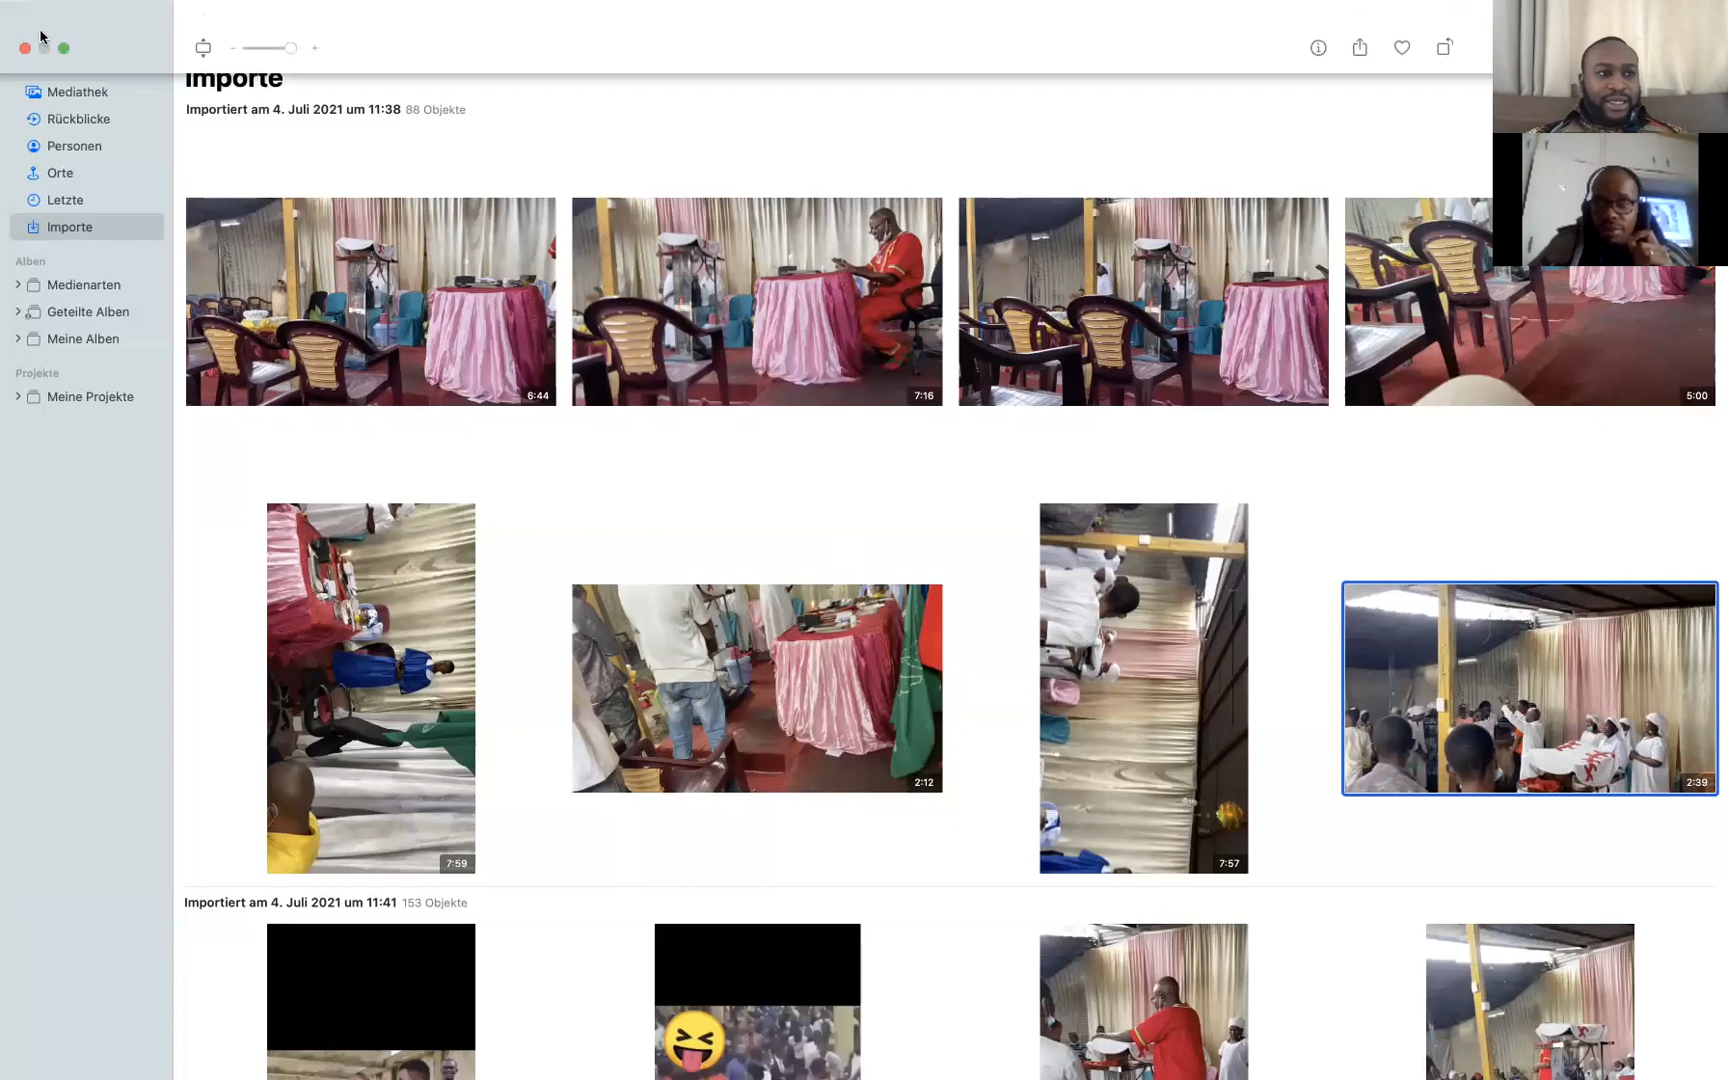 Importe
Mediathek
Rückblicke
Personen
Orte
Letzte
Importe
Alben
Medienarten
Geteilte Alben
Meine Alben
Projekte
Meine Projekte
Importiert am 4. Juli 2021 um 11:38 88 Objekte
6:44
7:16
5:00
7:59
2:12
7:57
2:39
Importiert am 4. Juli 2021 um 11:41 153 Objekte